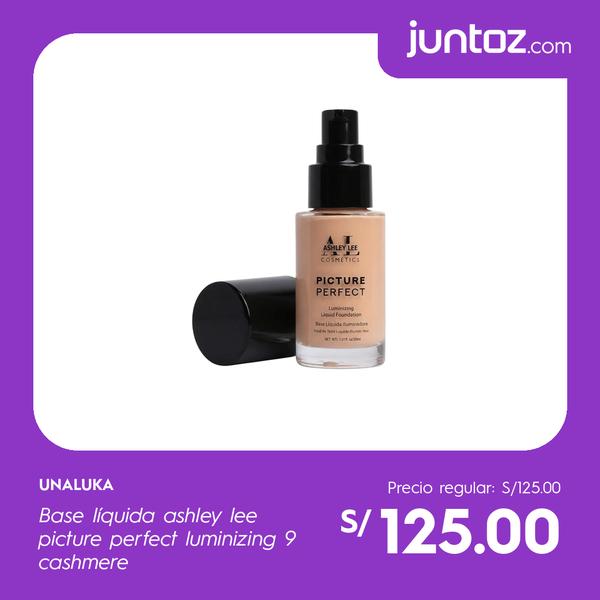 juntoz.com
AL
ASHLEY LEE
COSMETICS
PICTURE
PERFECT
Luminizing
Liquid Foundation
Base Líquida Iluminadora
UNALUKA
Base líquida ashley lee
picture perfect luminizing 9
cashmere
Precio regular: S/125.00
S/125.00